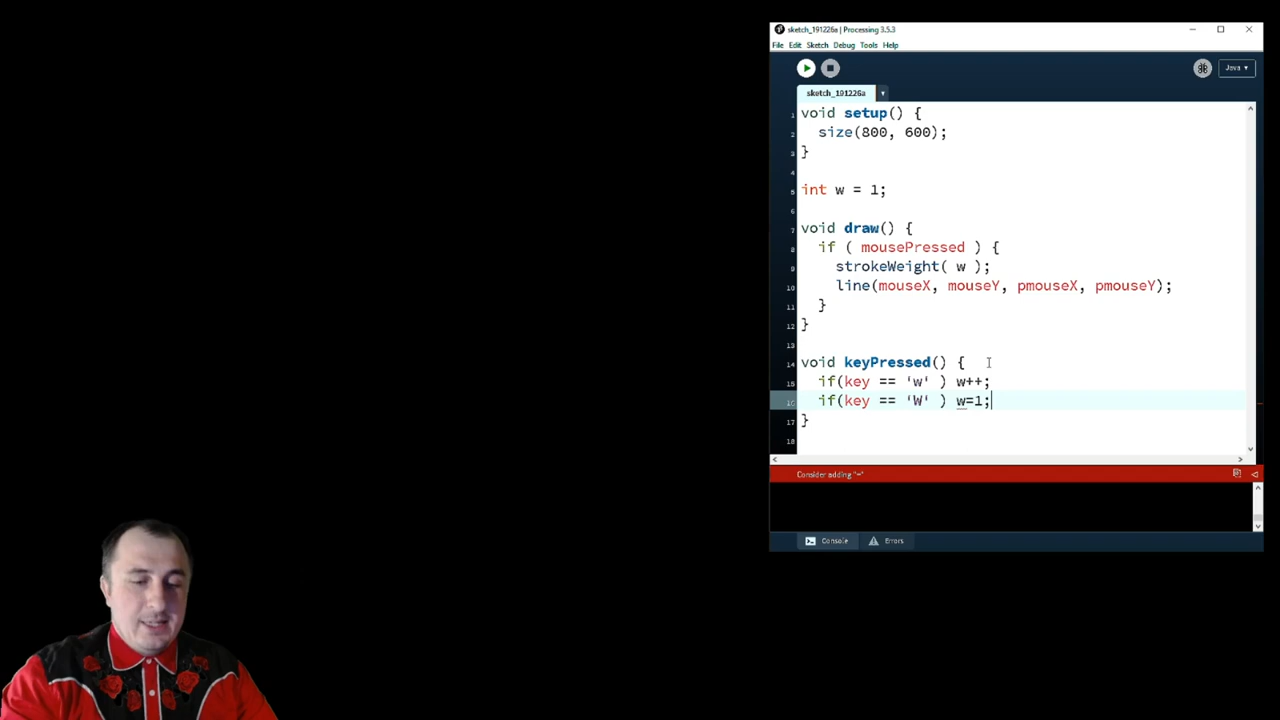 sketch_191226a | Processing 3.5.3
File Edit Sketch Debug Tools Help
Java
sketch_191226a
1 void setup() {
2 size(800, 600);
3 }
4
5 int w = 1;
6
7 void draw() {
8 if ( mousePressed ) {
9 strokeWeight( w );
10 line(mouseX, mouseY, pmouseX, pmouseY);
11 }
12 }
13
14 void keyPressed() {
15 if(key == 'w' ) w++;
16 if(key == 'W' ) w=1;
17 }
18
Consider adding "="
Console Errors